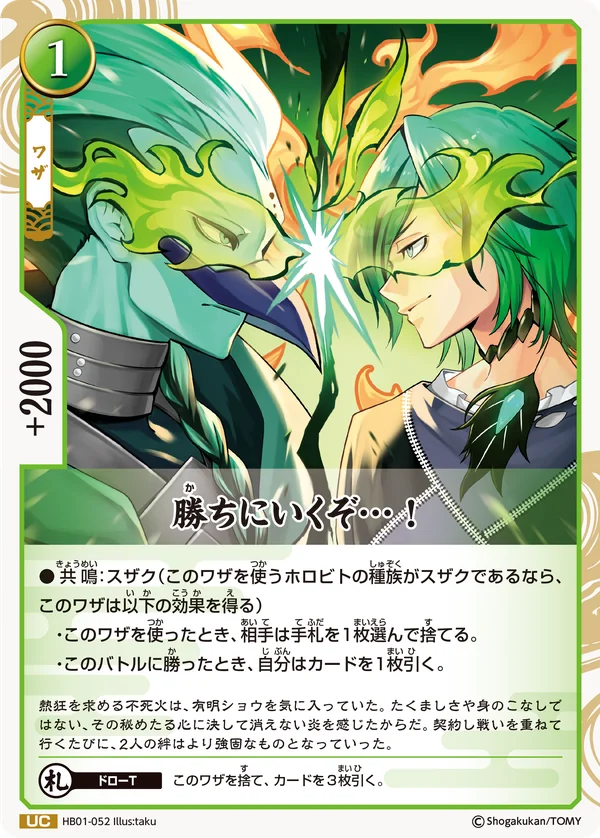 1
ワザ
+2000
勝ちにいくぞ…！
●共鳴：スザク（このワザを使うホロビトの種族がスザクであるなら、
このワザは以下の効果を得る）
・このワザを使ったとき、相手は手札を1枚選んで捨てる。
・このバトルに勝ったとき、自分はカードを1枚引く。
熱狂を求める不死火は、有明ショウを気に入っていた。たくましさや身のこなしで
はない、その秘めたる心に決して消えない炎を感じたからだ。契約し戦いを重ねて
行くたびに、2人の絆はより強固なものとなっていった。
札 ドローT このワザを捨て、カードを3枚引く。
UC HB01-052 Illus:taku ©Shogakukan/TOMY